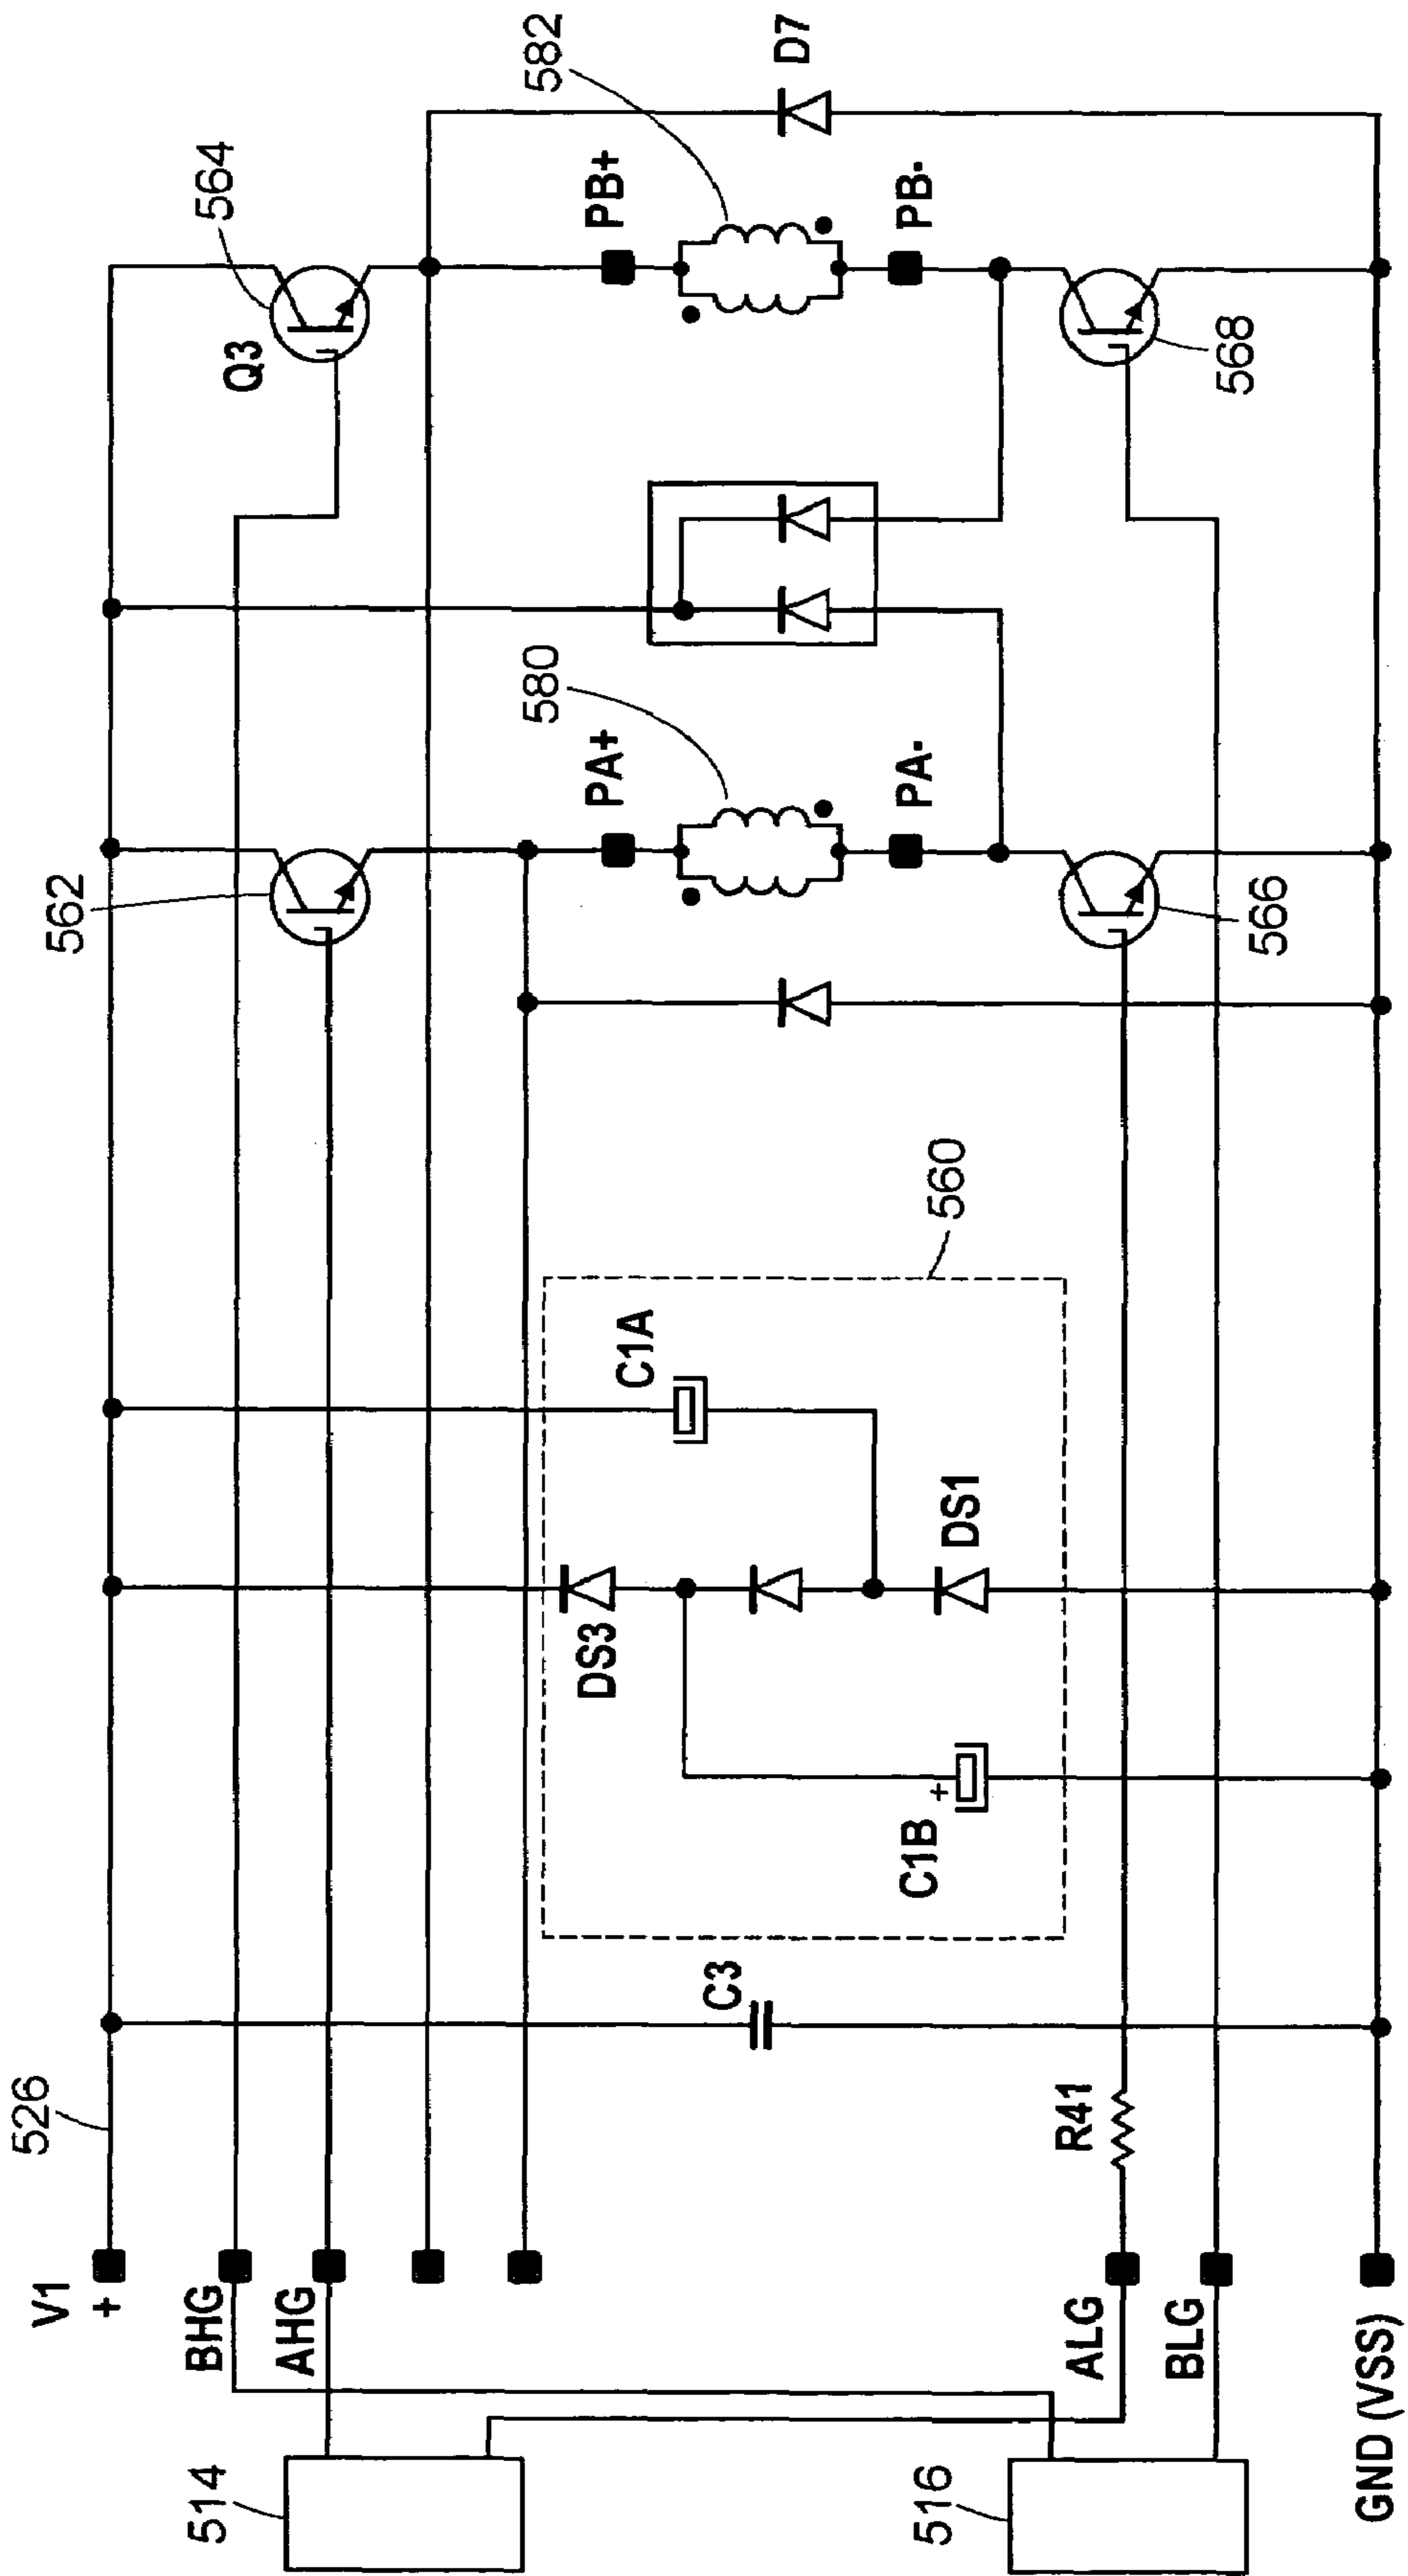 526
V1
+
BHG
AHG
514
516
ALG
BLG
GND (VSS)
R41
C3
C1B
+
DS3
DS1
C1A
560
562
566
PA+
580
PA-
564
Q3
568
PB+
582
PB-
D7